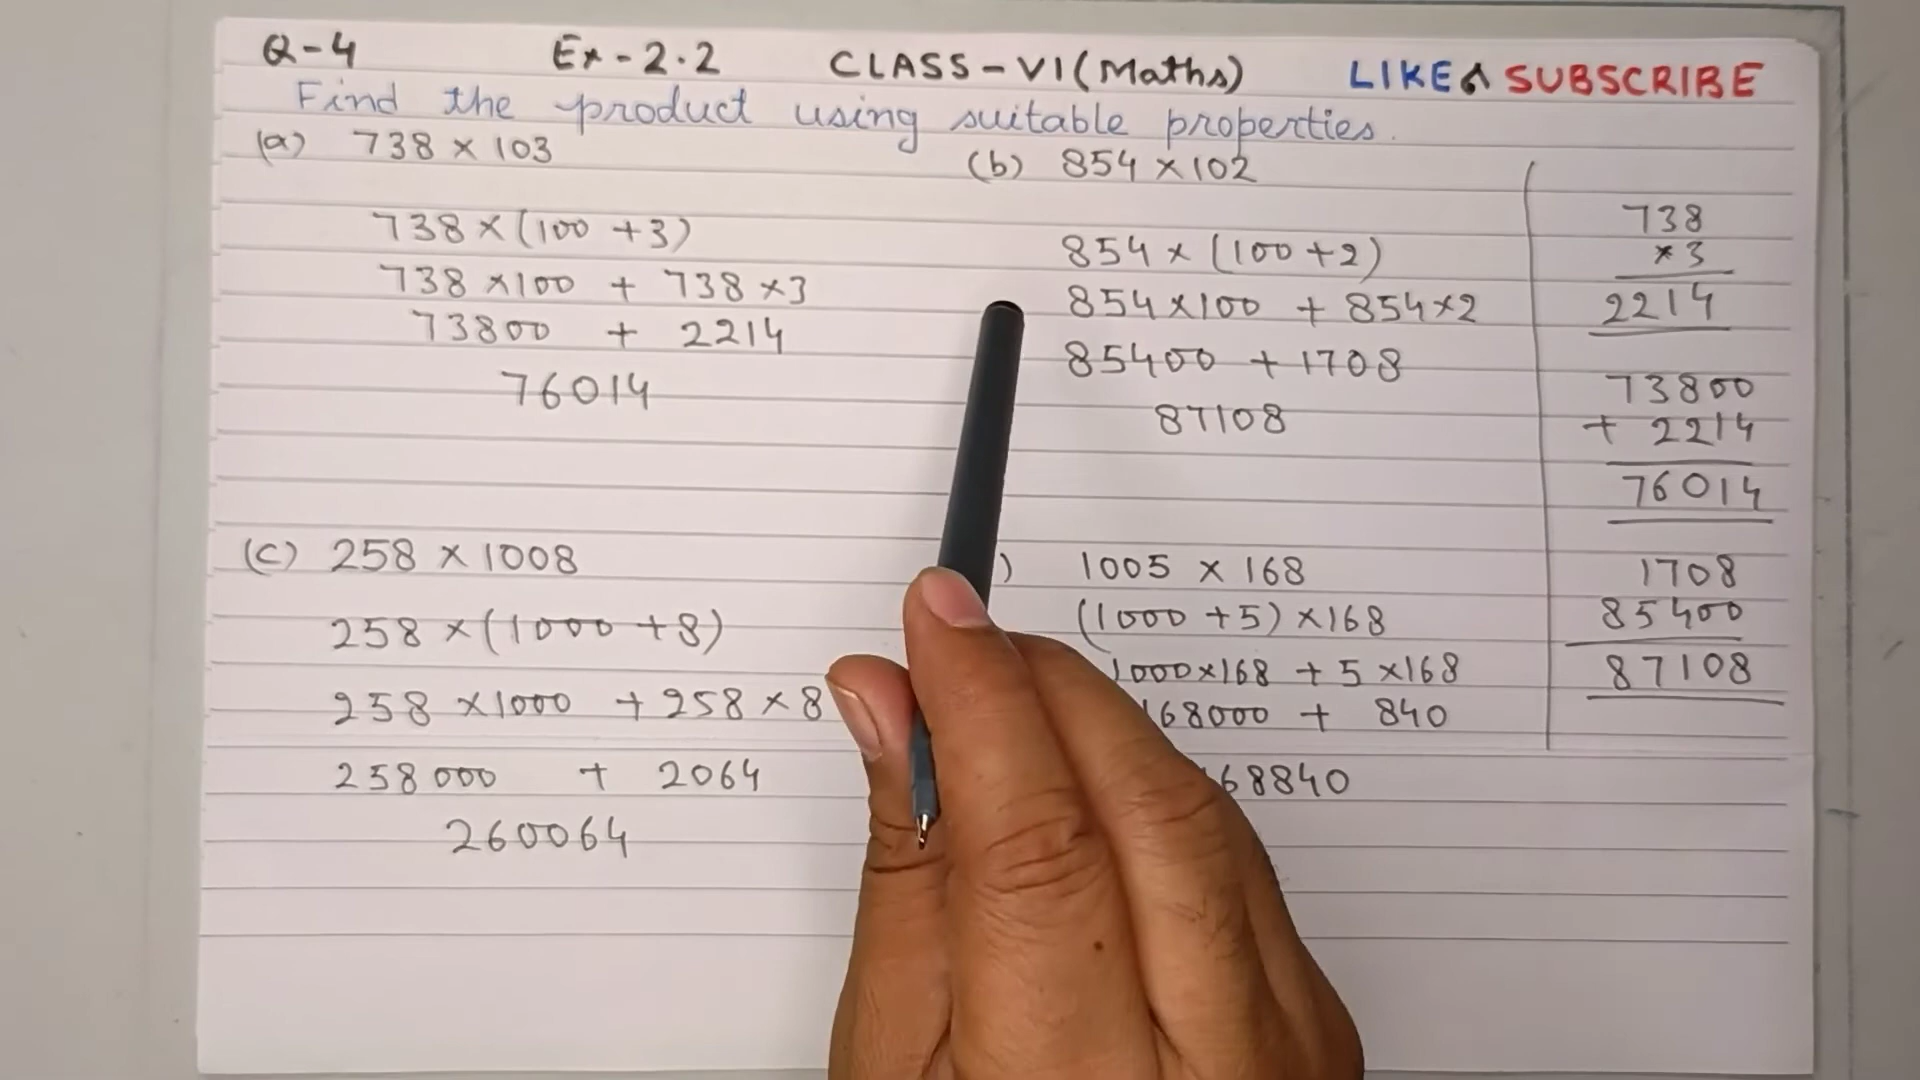 Q-4 Ex-2.2 CLASS-VI (Maths) LIKE & SUBSCRIBE
Find the product using suitable properties.
(a) 738 × 103
738 × (100 + 3)
738 × 100 + 738 × 3
73800 + 2214
76014
(b) 854 × 102
854 × (100 + 2)
854 × 100 + 854 × 2
85400 + 1708
87108
738
× 3
2214
73800
+ 2214
76014
1708
85400
87108
(c) 258 × 1008
258 × (1000 + 8)
258 × 1000 + 258 × 8
258000 + 2064
260064
) 1005 × 168
(1000 + 5) × 168
1000 × 168 + 5 × 168
168000 + 840
68840